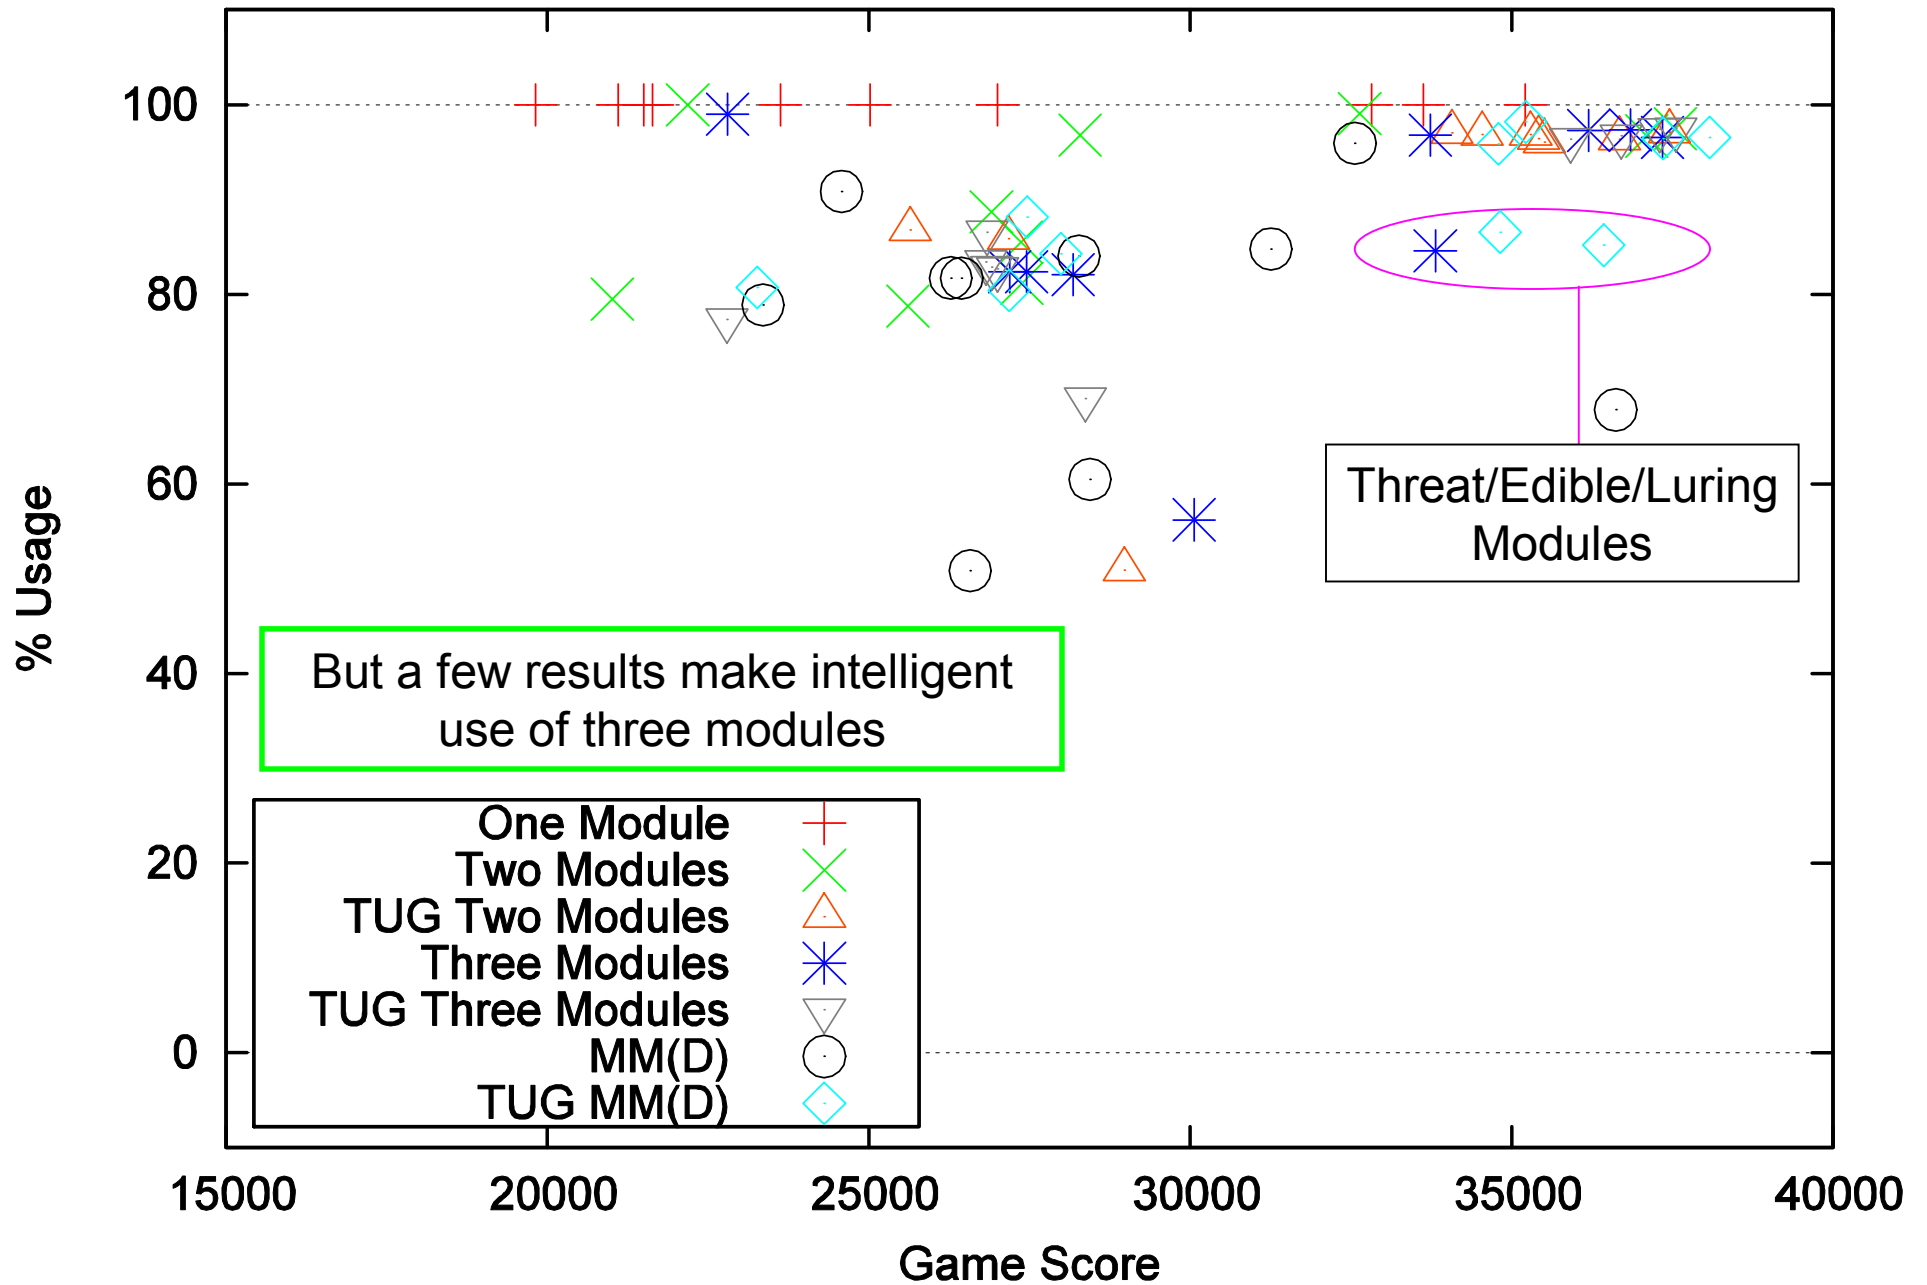 100
80
60
40
20
0
% Usage
Threat/Edible/Luring
Modules
But a few results make intelligent
use of three modules
One Module
Two Modules
TUG Two Modules
Three Modules
TUG Three Modules
MM(D)
TUG MM(D)
15000 20000 25000 30000 35000 40000
Game Score